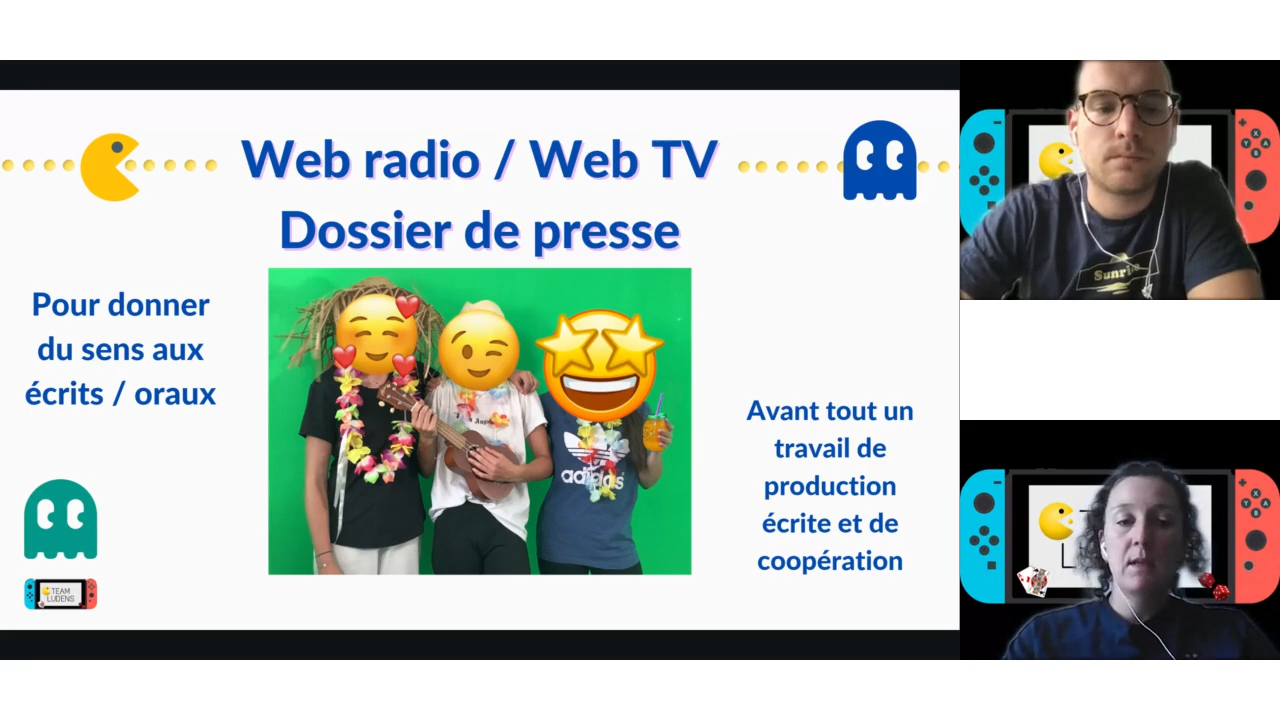 Web radio / Web TV
Dossier de presse
Pour donner
du sens aux
écrits / oraux
Avant tout un
travail de
production
écrite et de
coopération
adidas
TEAM
LUDENS